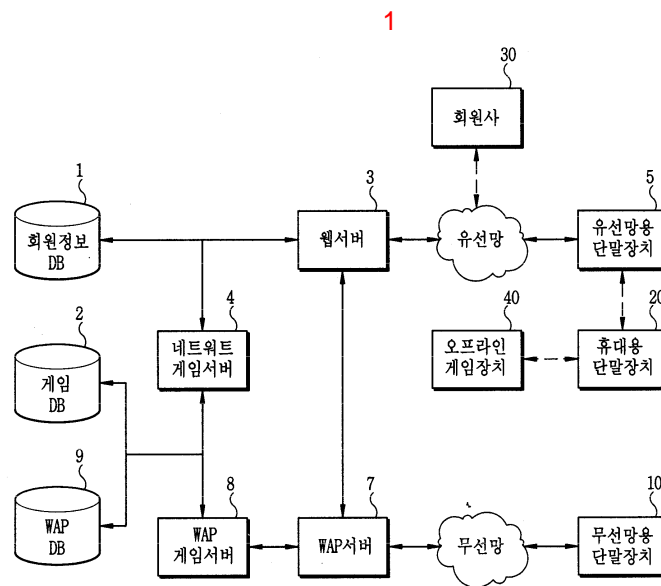 1
30
회원사
1
회원정보
DB
3
웹서버
유선망
5
유선망용
단말장치
2
게임
DB
4
네트워트
게임서버
40
오프라인
게임장치
20
휴대용
단말장치
9
WAP
DB
8
WAP
게임서버
7
WAP서버
무선망
10
무선망용
단말장치